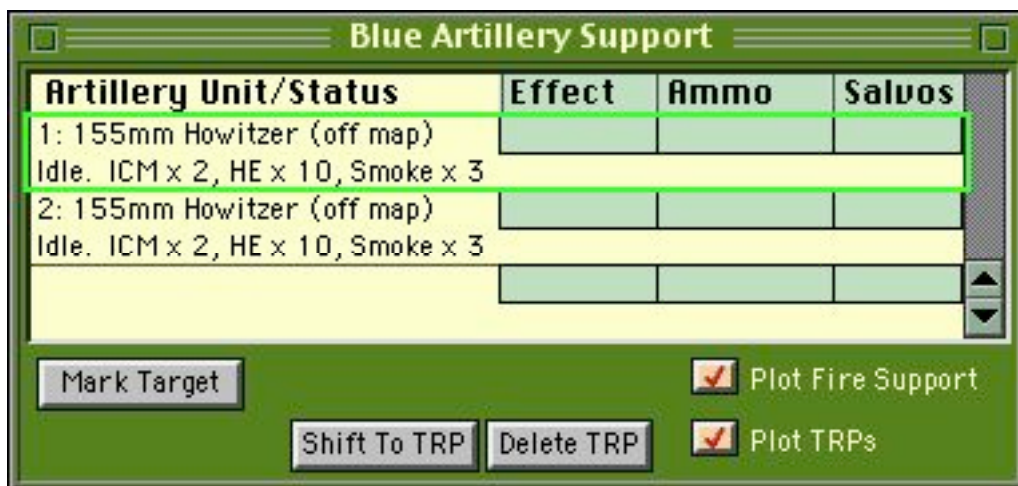 Blue Artillery Support
Artillery Unit/Status Effect Ammo Salvos
1: 155mm Howitzer (off map)
Idle. ICM x 2, HE x 10, Smoke x 3
2: 155mm Howitzer (off map)
Idle. ICM x 2, HE x 10, Smoke x 3
Mark Target Plot Fire Support
Shift To TRP Delete TRP Plot TRPs